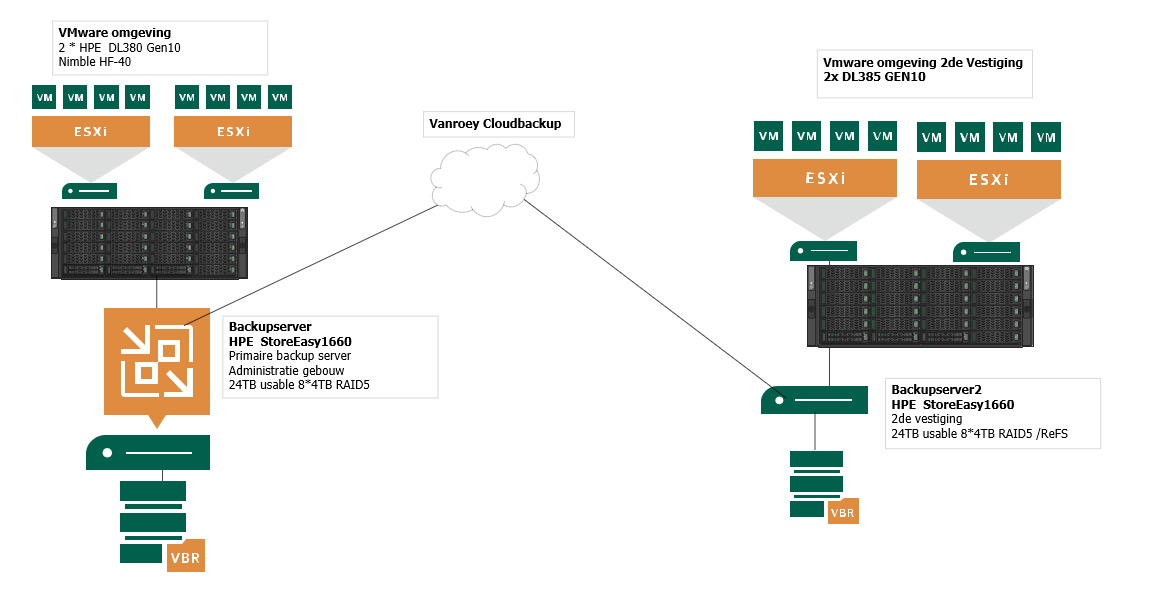 VMware omgeving
2 * HPE DL380 Gen10
Nimble HF-40
VM VM VM VM VM VM VM VM
ESXi ESXi
Vanroey Cloudbackup
Vmware omgeving 2de Vestiging
2x DL385 GEN10
VM VM VM VM VM VM VM VM
ESXi ESXi
Backupserver
HPE StoreEasy1660
Primaire backup server
Administratie gebouw
24TB usable 8*4TB RAID5
VBR
Backupserver2
HPE StoreEasy1660
2de vestiging
24TB usable 8*4TB RAID5 /ReFS
VBR